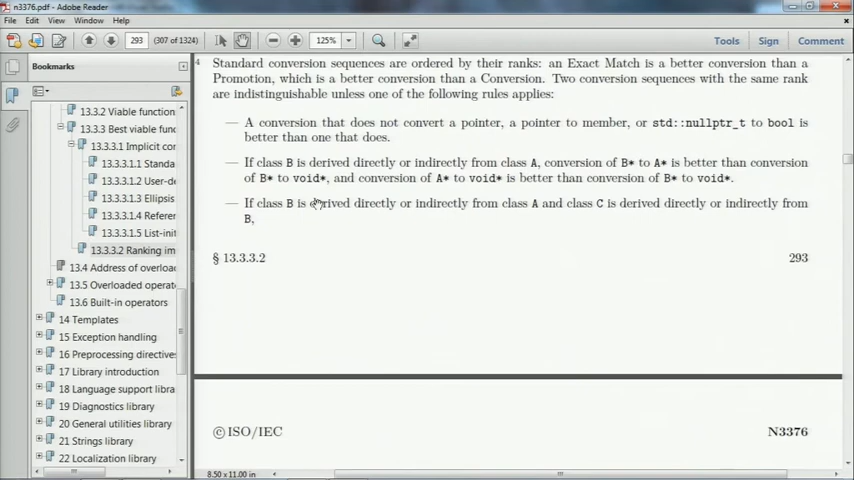 n3376.pdf - Adobe Reader
File Edit View Window Help
293 (307 of 1324) 125% Tools Sign Comment
Bookmarks
13.3.2 Viable function
13.3.3 Best viable func
13.3.3.1 Implicit con
13.3.3.1.1 Standa
13.3.3.1.2 User-de
13.3.3.1.3 Ellipsis
13.3.3.1.4 Referer
13.3.3.1.5 List-init
13.3.3.2 Ranking im
13.4 Address of overloa
13.5 Overloaded operat
13.6 Built-in operators
14 Templates
15 Exception handling
16 Preprocessing directives
17 Library introduction
18 Language support libra
19 Diagnostics library
20 General utilities library
21 Strings library
22 Localization library
4 Standard conversion sequences are ordered by their ranks: an Exact Match is a better conversion than a
Promotion, which is a better conversion than a Conversion. Two conversion sequences with the same rank
are indistinguishable unless one of the following rules applies:
— A conversion that does not convert a pointer, a pointer to member, or std::nullptr_t to bool is
better than one that does.
— If class B is derived directly or indirectly from class A, conversion of B* to A* is better than conversion
of B* to void*, and conversion of A* to void* is better than conversion of B* to void*.
— If class B is derived directly or indirectly from class A and class C is derived directly or indirectly from
B,
§ 13.3.3.2 293
© ISO/IEC N3376
8.50 x 11.00 in